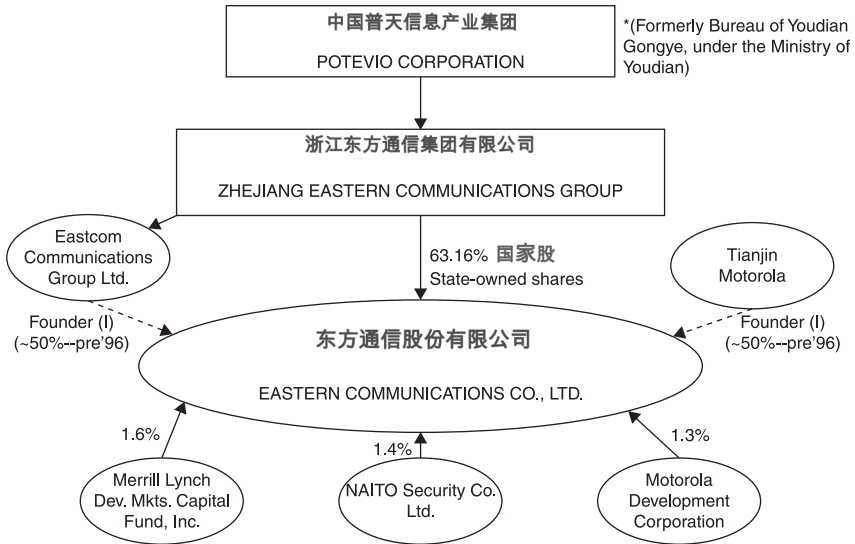 中国普天信息产业集团
POTEVIO CORPORATION
*(Formerly Bureau of Youdian
Gongye, under the Ministry of
Youdian)
浙江东方通信集团有限公司
ZHEJIANG EASTERN COMMUNICATIONS GROUP
Eastcom
Communications
Group Ltd.
63.16% 国家股
State-owned shares
Tianjin
Motorola
Founder (I)
(~50%--pre'96)
Founder (I)
(~50%--pre'96)
东方通信股份有限公司
EASTERN COMMUNICATIONS CO., LTD.
1.6%
1.4%
1.3%
Merrill Lynch
Dev. Mkts. Capital
Fund, Inc.
NAITO Security Co.
Ltd.
Motorola
Development
Corporation